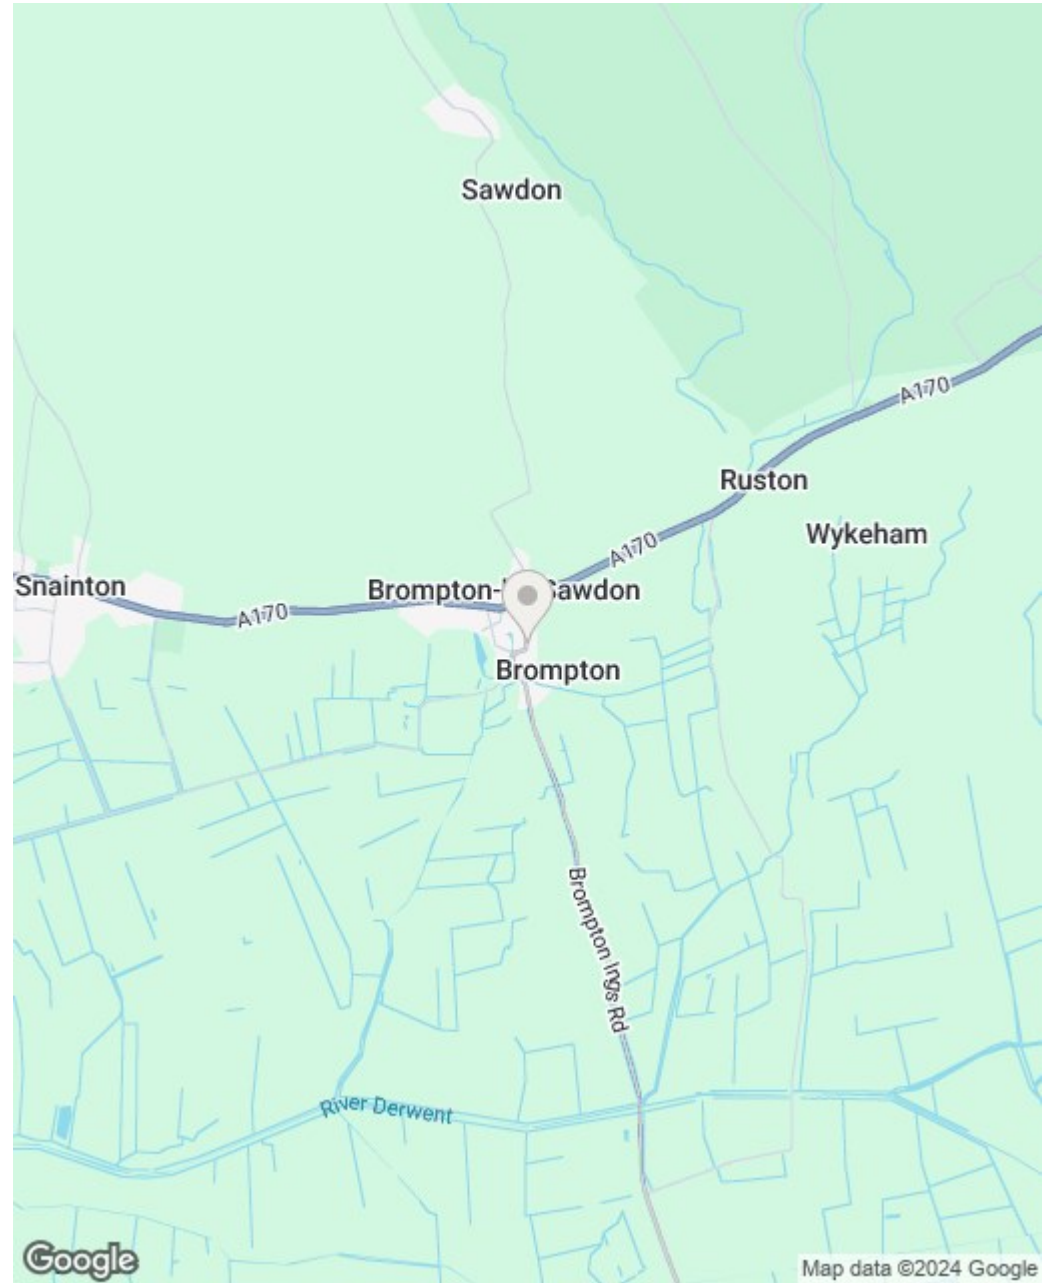 Sawdon
A170
Ruston
Wykeham
A170
Snainton
Brompton- Sawdon
A170
Brompton
Brompton Ings Rd
River Derwent
Google
Map data ©2024 Google